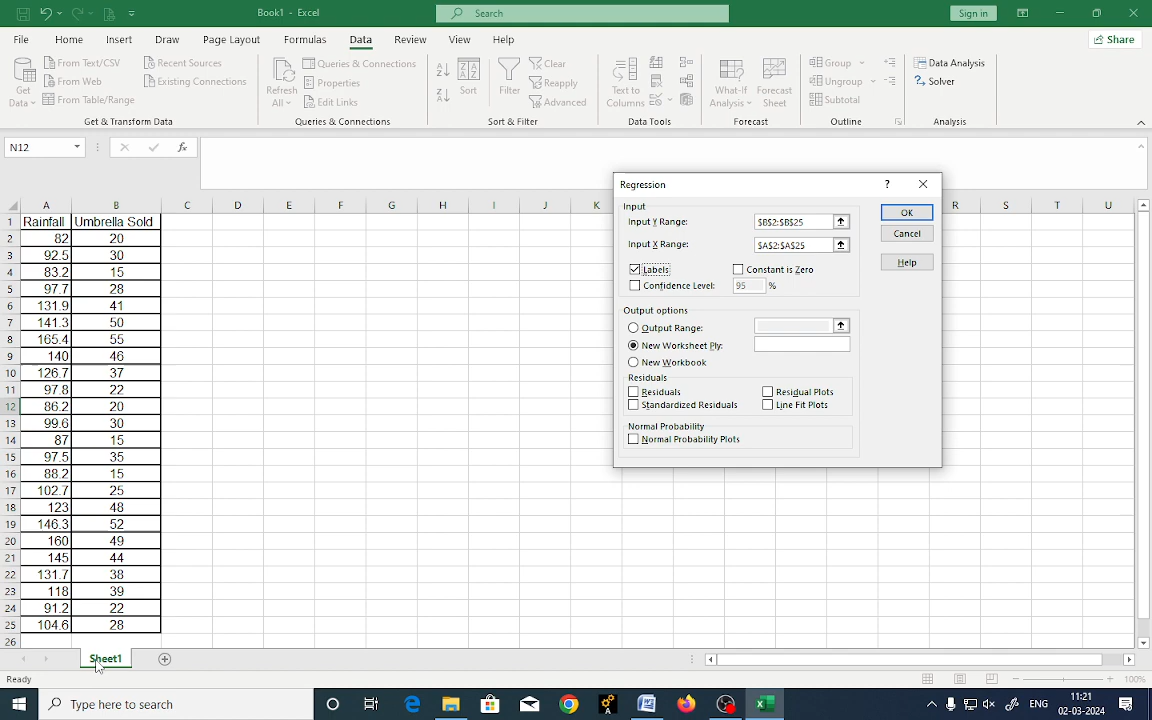 Book1 - Excel
Search
Sign in
File Home Insert Draw Page Layout Formulas Data Review View Help
Share
Get Data
From Text/CSV
From Web
From Table/Range
Recent Sources
Existing Connections
Get & Transform Data
Refresh All
Queries & Connections
Properties
Edit Links
Queries & Connections
Sort
Filter
Clear
Reapply
Advanced
Sort & Filter
Text to Columns
Data Tools
What-If Analysis
Forecast Sheet
Forecast
Group
Ungroup
Subtotal
Outline
Data Analysis
Solver
Analysis
N12
fx
A B C D E F G H I J K R S T U
1 Rainfall Umbrella Sold
2 82 20
3 92.5 30
4 83.2 15
5 97.7 28
6 131.9 41
7 141.3 50
8 165.4 55
9 140 46
10 126.7 37
11 97.8 22
12 86.2 20
13 99.6 30
14 87 15
15 97.5 35
16 88.2 15
17 102.7 25
18 123 48
19 146.3 52
20 160 49
21 145 44
22 131.7 38
23 118 39
24 91.2 22
25 104.6 28
26
Regression
?
Input
Input Y Range: $B$2:$B$25
Input X Range: $A$2:$A$25
Labels Constant is Zero
Confidence Level: 95 %
OK
Cancel
Help
Output options
Output Range:
New Worksheet Ply:
New Workbook
Residuals
Residuals Residual Plots
Standardized Residuals Line Fit Plots
Normal Probability
Normal Probability Plots
Sheet1
Ready
100%
Type here to search
ENG
11:21
02-03-2024